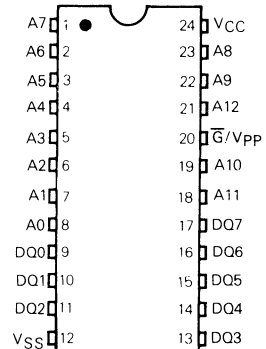 A7 1 24 VCC
A6 2 23 A8
A5 3 22 A9
A4 4 21 A12
A3 5 20 G̅/VPP
A2 6 19 A10
A1 7 18 A11
A0 8 17 DQ7
DQ0 9 16 DQ6
DQ1 10 15 DQ5
DQ2 11 14 DQ4
VSS 12 13 DQ3